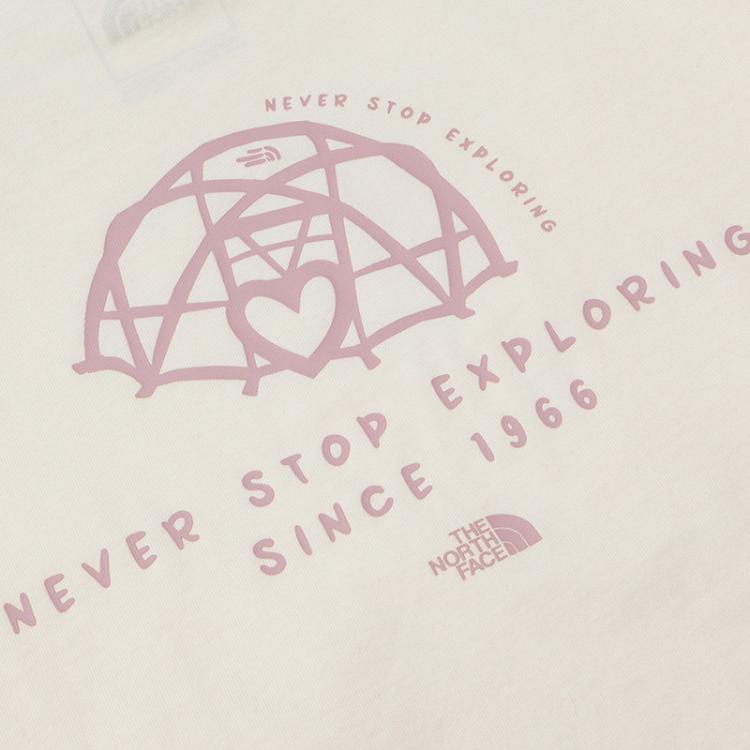 NEVER STOP EXPLORING
NEVER STOP EXPLORING
SINCE 1966
THE
NORTH
FACE